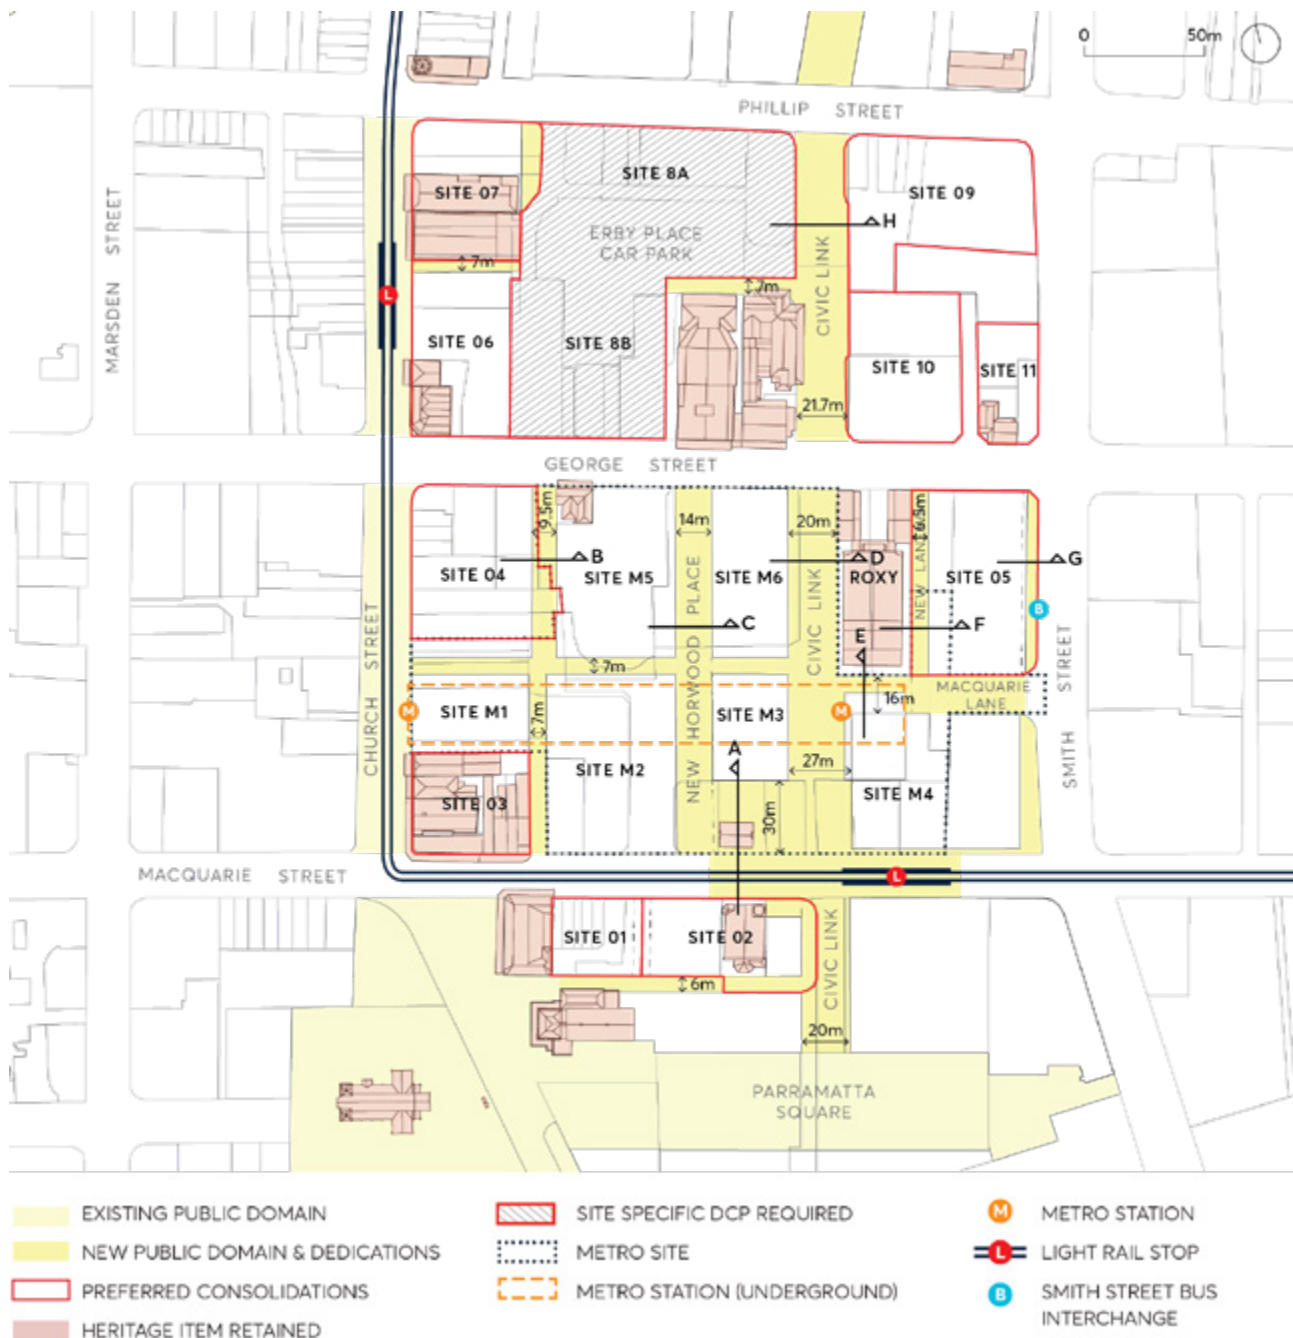 0 50m
PHILLIP STREET
MARSDEN STREET
SITE 8A
SITE 07
SITE 09
H
ERBY PLACE
CAR PARK
7m
CIVIC LINK
7m
L
SITE 06
SITE 8B
SITE 10
SITE 11
21.7m
GEORGE STREET
9.5m
14m
20m
6.5m
B
D
G
SITE 04
SITE M5
SITE M6
ROXY
NEW LANE
SITE 05
B
CHURCH STREET
NEW HORWOOD PLACE
C
CIVIC LINK
E
F
SMITH STREET
7m
16m
MACQUARIE
LANE
M
SITE M1
7m
SITE M3
M
A
SITE M2
27m
SITE M4
SITE 03
30m
MACQUARIE STREET
L
SITE 01
SITE 02
CIVIC LINK
6m
20m
PARRAMATTA
SQUARE
EXISTING PUBLIC DOMAIN
NEW PUBLIC DOMAIN & DEDICATIONS
PREFERRED CONSOLIDATIONS
HERITAGE ITEM RETAINED
SITE SPECIFIC DCP REQUIRED
METRO SITE
METRO STATION (UNDERGROUND)
M METRO STATION
L LIGHT RAIL STOP
B SMITH STREET BUS
INTERCHANGE